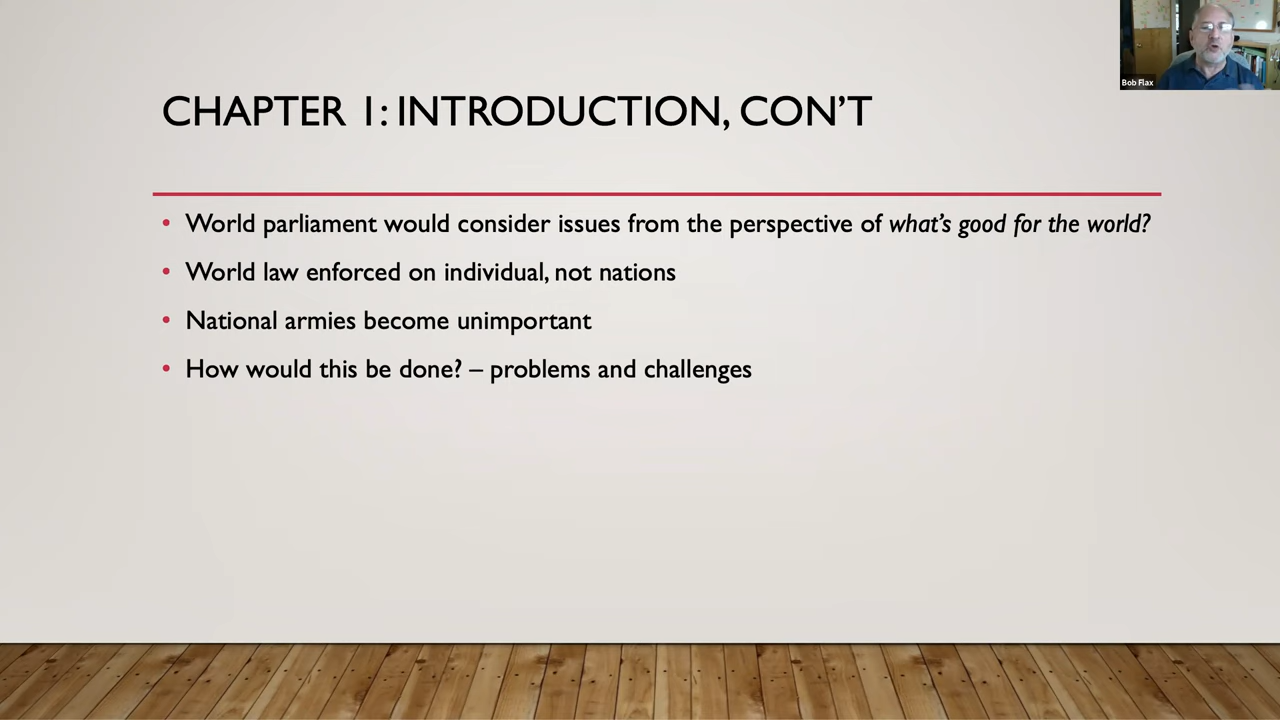 Bob Flax
CHAPTER 1: INTRODUCTION, CON’T
• World parliament would consider issues from the perspective of what’s good for the world?
• World law enforced on individual, not nations
• National armies become unimportant
• How would this be done? – problems and challenges